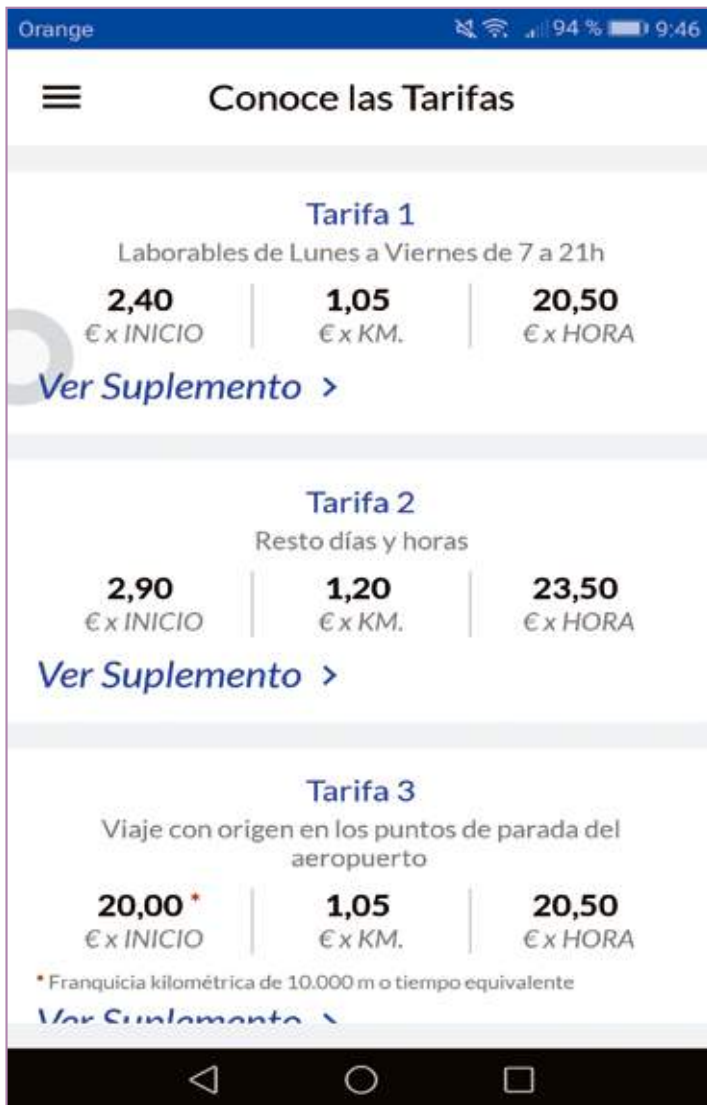 Orange 94 % 9:46
Conoce las Tarifas
Tarifa 1
Laborables de Lunes a Viernes de 7 a 21h
2,40 1,05 20,50
€ x INICIO € x KM. € x HORA
Ver Suplemento >
Tarifa 2
Resto días y horas
2,90 1,20 23,50
€ x INICIO € x KM. € x HORA
Ver Suplemento >
Tarifa 3
Viaje con origen en los puntos de parada del
aeropuerto
20,00 * 1,05 20,50
€ x INICIO € x KM. € x HORA
* Franquicia kilométrica de 10.000 m o tiempo equivalente
Ver Suplemento >